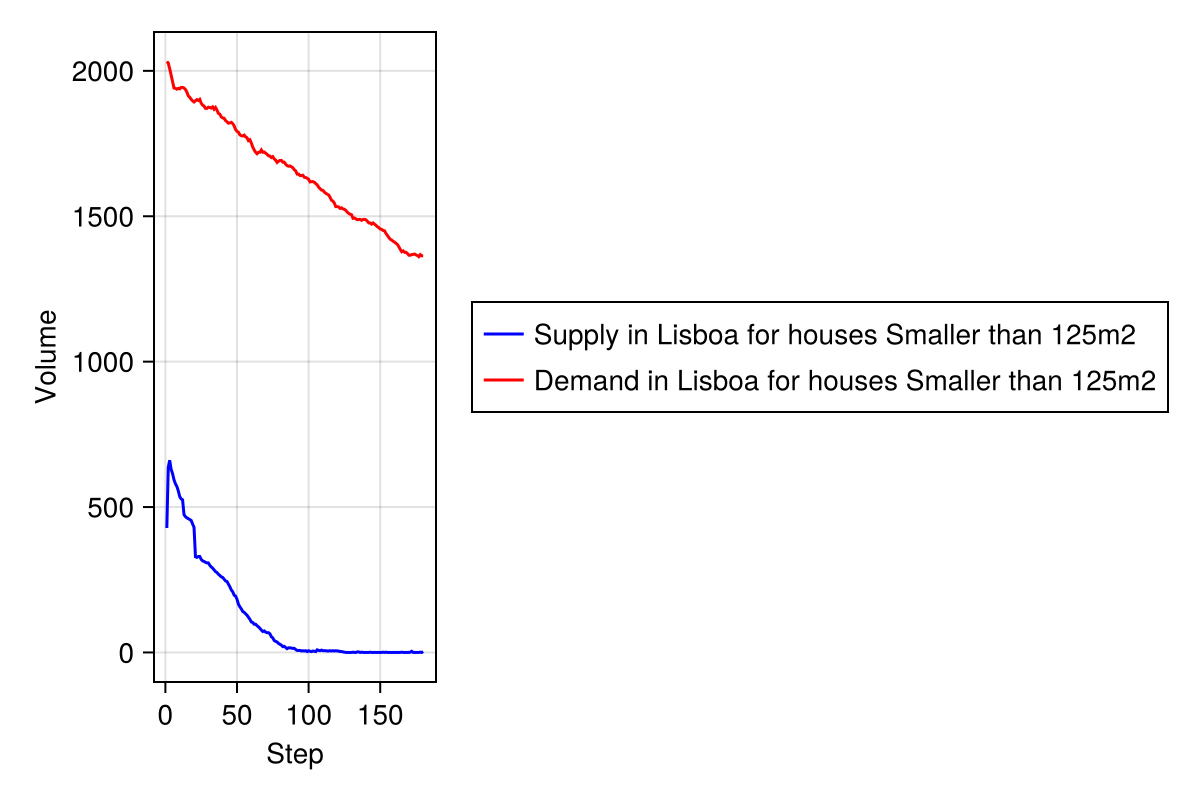 2000
1500
1000
500
0
Volume
0 50 100 150
Step
Supply in Lisboa for houses Smaller than 125m2
Demand in Lisboa for houses Smaller than 125m2